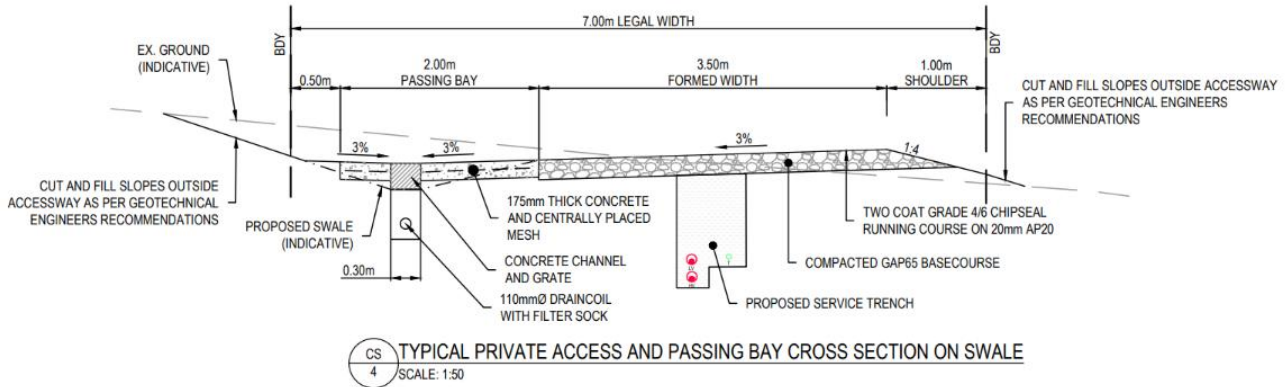 7.00m LEGAL WIDTH
BDY
BDY
EX. GROUND
(INDICATIVE)
0.50m
2.00m
PASSING BAY
3.50m
FORMED WIDTH
1.00m
SHOULDER
CUT AND FILL SLOPES OUTSIDE ACCESSWAY
AS PER GEOTECHNICAL ENGINEERS
RECOMMENDATIONS
3%
3%
3%
1:4
CUT AND FILL SLOPES OUTSIDE
ACCESSWAY AS PER GEOTECHNICAL
ENGINEERS RECOMMENDATIONS
PROPOSED SWALE
(INDICATIVE)
0.30m
175mm THICK CONCRETE
AND CENTRALLY PLACED
MESH
CONCRETE CHANNEL
AND GRATE
110mmØ DRAINCOIL
WITH FILTER SOCK
TWO COAT GRADE 4/6 CHIPSEAL
RUNNING COURSE ON 20mm AP20
COMPACTED GAP65 BASECOURSE
PROPOSED SERVICE TRENCH
CS
4
TYPICAL PRIVATE ACCESS AND PASSING BAY CROSS SECTION ON SWALE
SCALE: 1:50